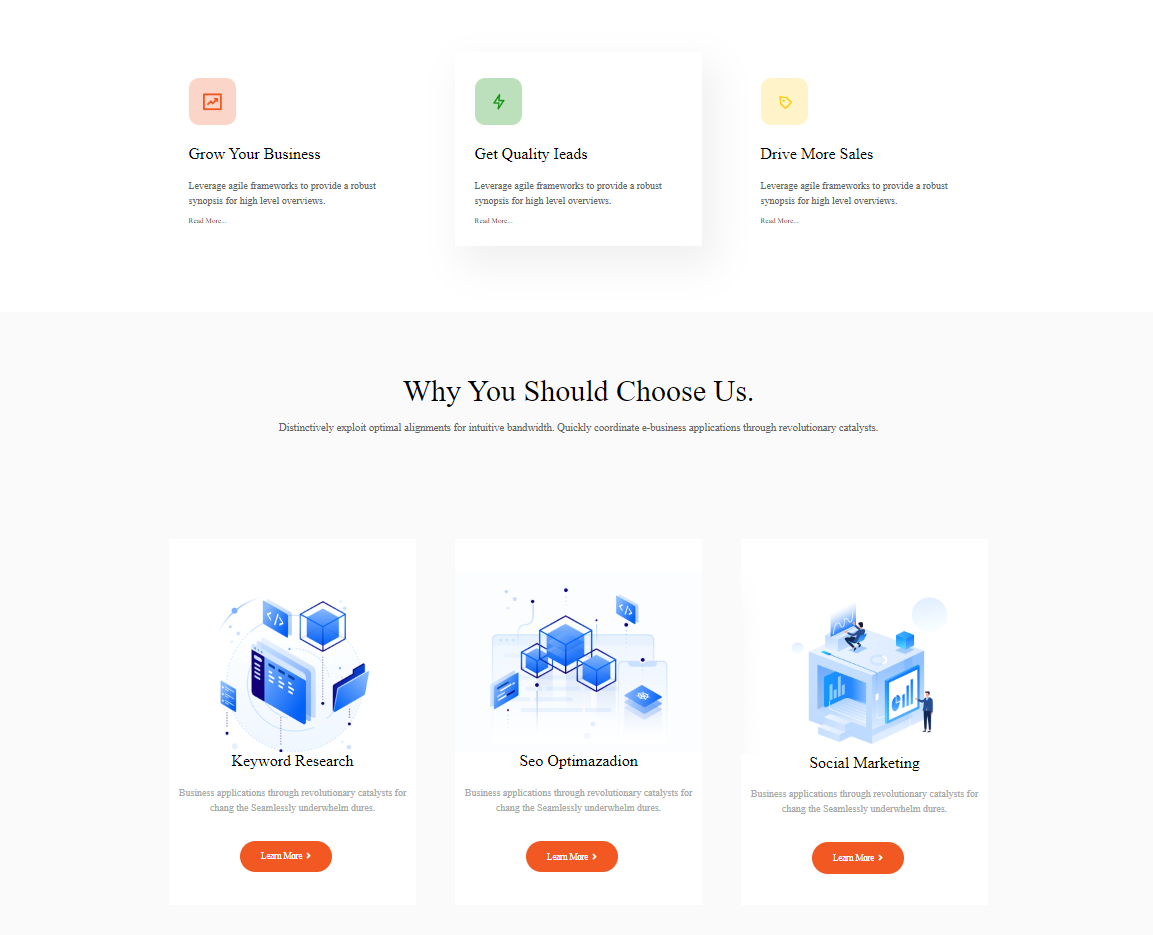 Grow Your Business
Leverage agile frameworks to provide a robust
synopsis for high level overviews.
Read More...
Get Quality Ieads
Leverage agile frameworks to provide a robust
synopsis for high level overviews.
Read More...
Drive More Sales
Leverage agile frameworks to provide a robust
synopsis for high level overviews.
Read More...
Why You Should Choose Us.
Distinctively exploit optimal alignments for intuitive bandwidth. Quickly coordinate e-business applications through revolutionary catalysts.
</>
Keyword Research
Business applications through revolutionary catalysts for
chang the Seamlessly underwhelm dures.
Learn More >
</>
Seo Optimazadion
Business applications through revolutionary catalysts for
chang the Seamlessly underwhelm dures.
Learn More >
Social Marketing
Business applications through revolutionary catalysts for
chang the Seamlessly underwhelm dures.
Learn More >